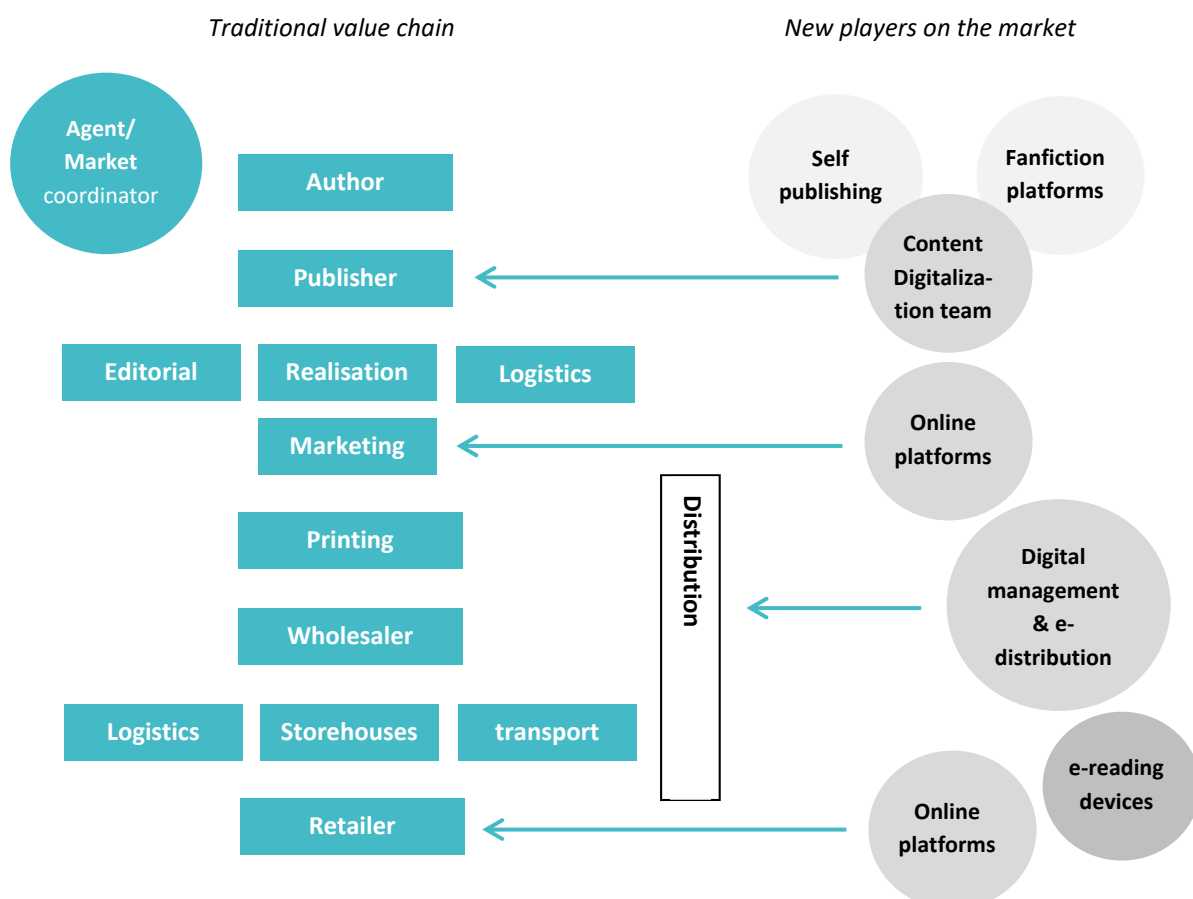 Traditional value chain
New players on the market
Agent/
Market
coordinator
Author
Self
publishing
Fanfiction
platforms
Publisher
Content
Digitaliza-
tion team
Editorial
Realisation
Logistics
Marketing
Online
platforms
Distribution
Printing
Digital
management
& e-
distribution
Wholesaler
Logistics
Storehouses
transport
e-reading
devices
Retailer
Online
platforms